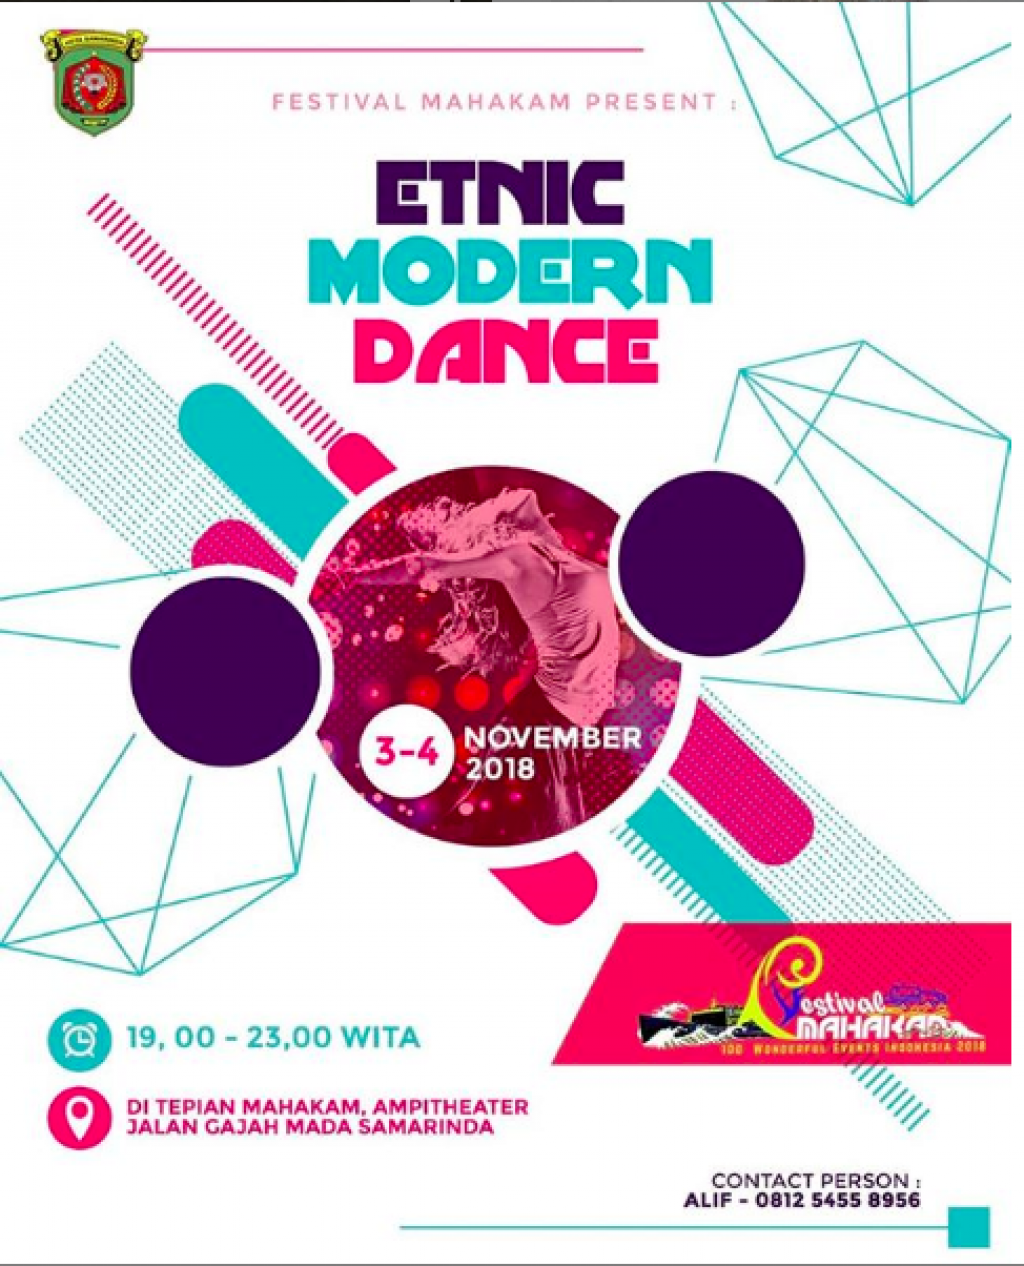 FESTIVAL MAHAKAM PRESENT :
ETNIC
MODERN
DANCE
3-4
NOVEMBER
2018
Festival
MAHAKAM
100 WONDERFUL EVENTS INDONESIA 2018
19, 00 - 23,00 WITA
DI TEPIAN MAHAKAM, AMPITHEATER
JALAN GAJAH MADA SAMARINDA
CONTACT PERSON :
ALIF - 0812 5455 8956